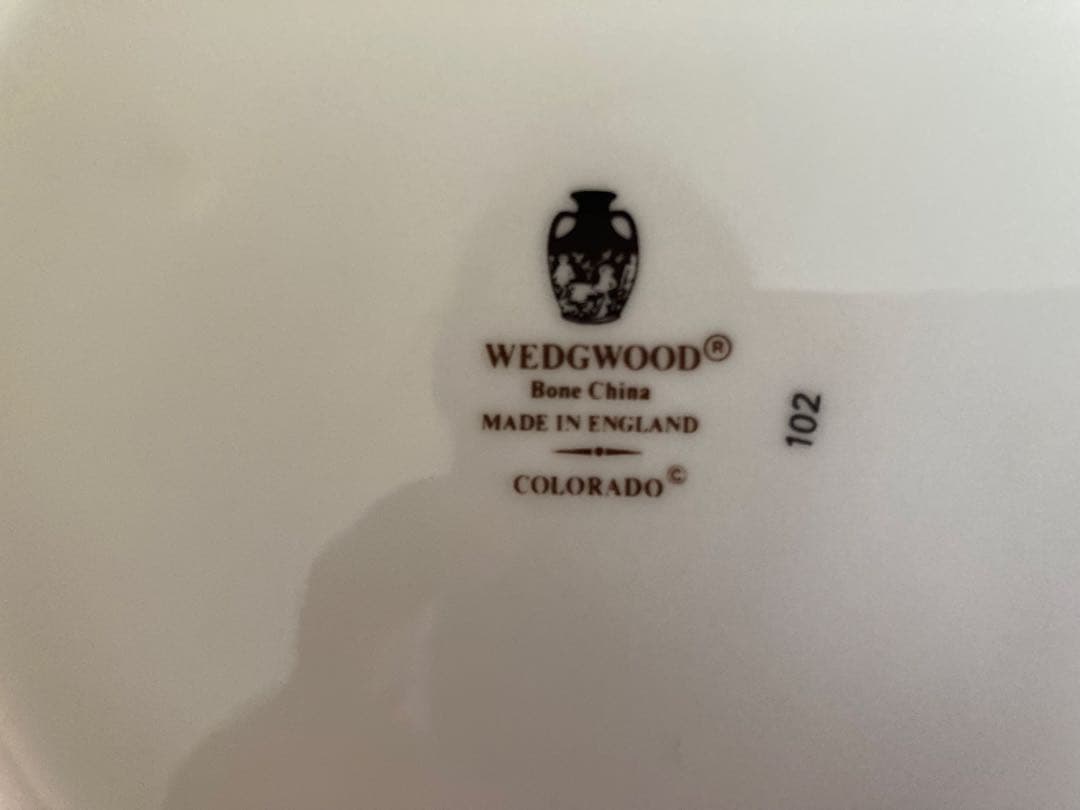 WEDGWOOD®
Bone China
MADE IN ENGLAND
COLORADO©
102